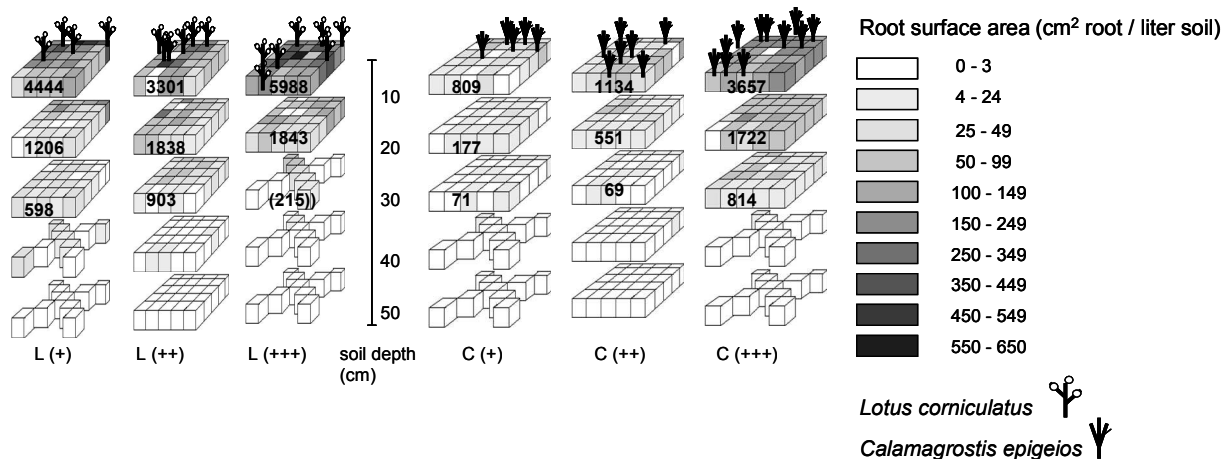 Root surface area (cm² root / liter soil)
0 - 3
4 - 24
25 - 49
50 - 99
100 - 149
150 - 249
250 - 349
350 - 449
450 - 549
550 - 650
Lotus corniculatus
Calamagrostis epigeios
4444
3301
5988
809
1134
3657
10
1206
1838
1843
177
551
1722
20
598
903
(215))
71
69
814
30
40
50
L (+)
L (++)
L (+++)
soil depth
(cm)
C (+)
C (++)
C (+++)